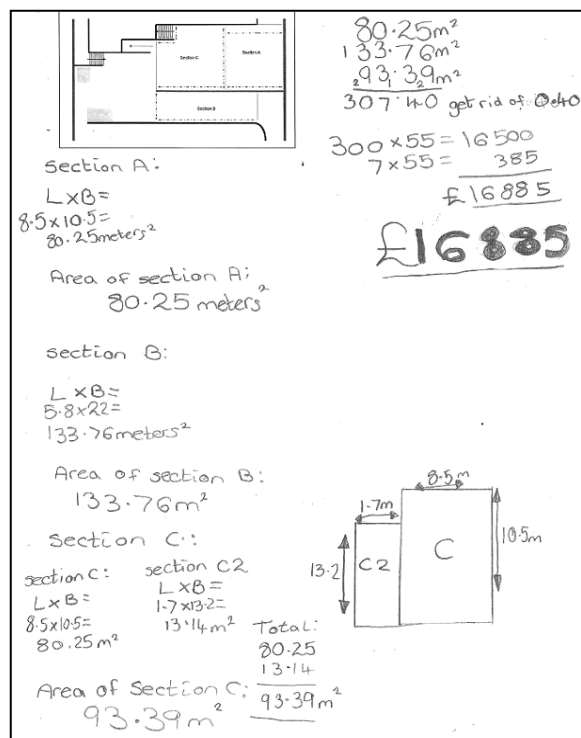 Section C
Section A
Section B
80.25m²
133.76m²
93.39m²
307.40 get rid of 0.40
300 x 55 = 16500
7 x 55 = 385
£16885
£16885
section A:
L x B =
8.5 x 10.5 =
80.25 meters²
Area of section A:
80.25 meters²
section B:
L x B =
5.8 x 22 =
133.76 meters²
Area of section B:
133.76m²
Section C:
section C:
L x B =
8.5 x 10.5 =
80.25m²
section C2
L x B =
1.7 x 13.2 =
13.14m²
Total:
80.25
13.14
93.39m²
Area of Section C:
93.39m²
8.5m
1.7m
10.5m
13.2
C2
C